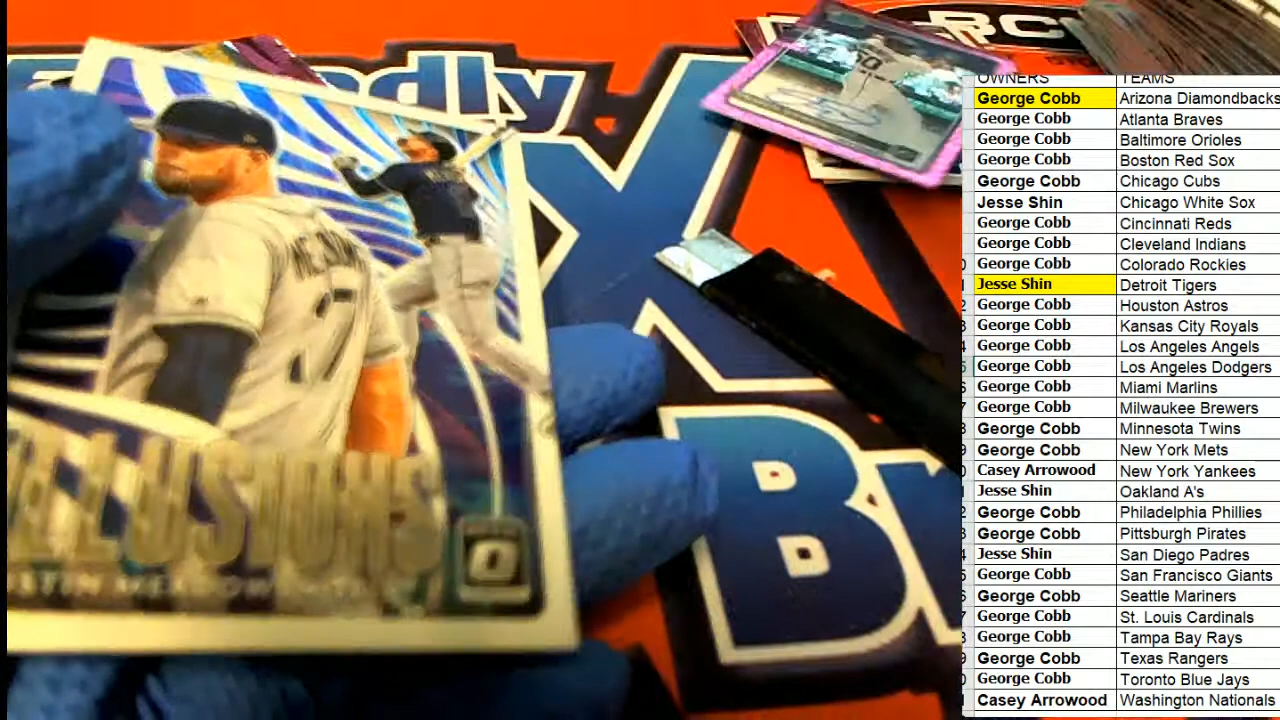 OWNERS TEAMS
George Cobb Arizona Diamondbacks
George Cobb Atlanta Braves
George Cobb Baltimore Orioles
George Cobb Boston Red Sox
George Cobb Chicago Cubs
Jesse Shin Chicago White Sox
George Cobb Cincinnati Reds
George Cobb Cleveland Indians
George Cobb Colorado Rockies
Jesse Shin Detroit Tigers
George Cobb Houston Astros
George Cobb Kansas City Royals
George Cobb Los Angeles Angels
George Cobb Los Angeles Dodgers
George Cobb Miami Marlins
George Cobb Milwaukee Brewers
George Cobb Minnesota Twins
George Cobb New York Mets
Casey Arrowood New York Yankees
Jesse Shin Oakland A's
George Cobb Philadelphia Phillies
George Cobb Pittsburgh Pirates
Jesse Shin San Diego Padres
George Cobb San Francisco Giants
George Cobb Seattle Mariners
George Cobb St. Louis Cardinals
George Cobb Tampa Bay Rays
George Cobb Texas Rangers
George Cobb Toronto Blue Jays
Casey Arrowood Washington Nationals
17